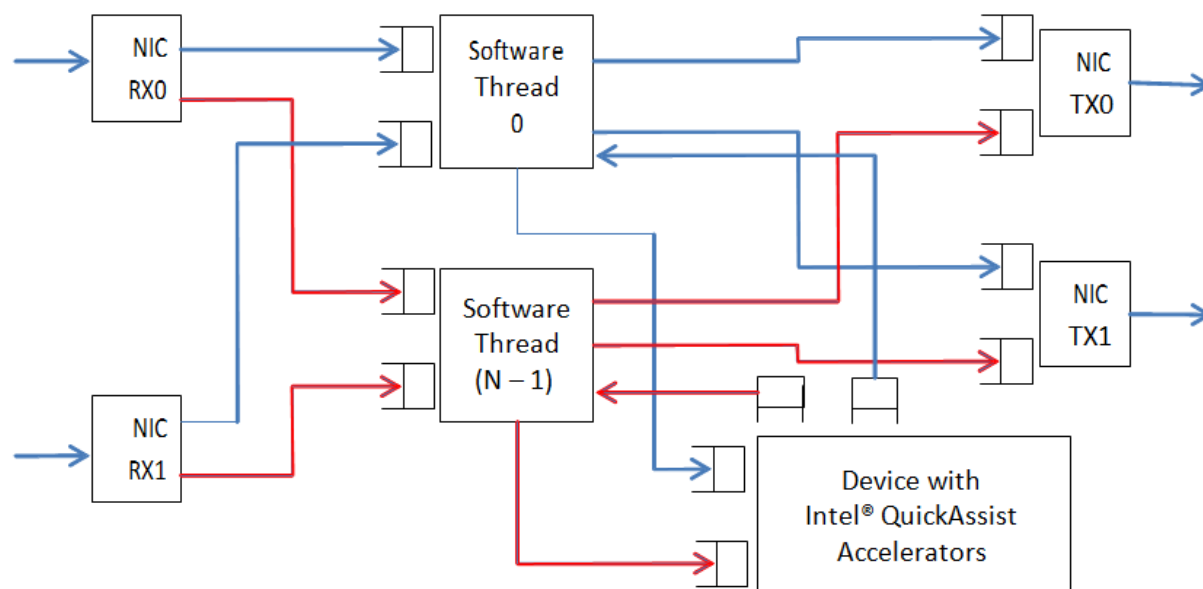 NIC
RX0
Software
Thread
0
NIC
TX0
Software
Thread
(N – 1)
NIC
TX1
NIC
RX1
Device with
Intel® QuickAssist
Accelerators